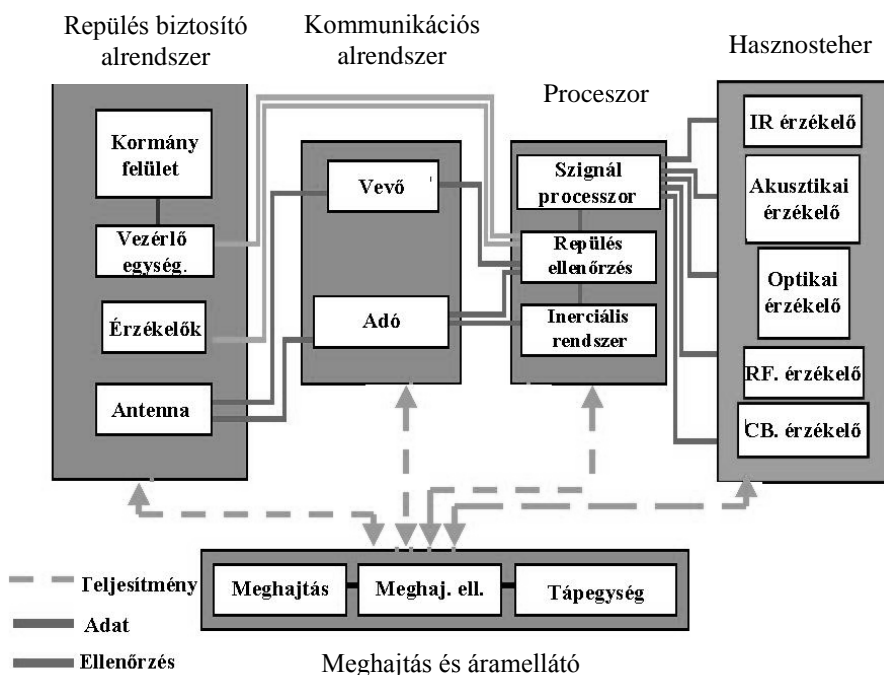 Repülés biztosító
alrendszer
Kommunikációs
alrendszer
Proceszor
Hasznosteher
Kormány
felület
Vezérlő
egység.
Érzékelők
Antenna
Vevő
Adó
Szignál
processzor
Repülés
ellenőrzés
Inerciális
rendszer
IR érzékelő
Akusztikai
érzékelő
Optikai
érzékelő
RF. érzékelő
CB. érzékelő
Teljesítmény
Adat
Ellenőrzés
Meghajtás
Meghaj. ell.
Tápegység
Meghajtás és áramellátó